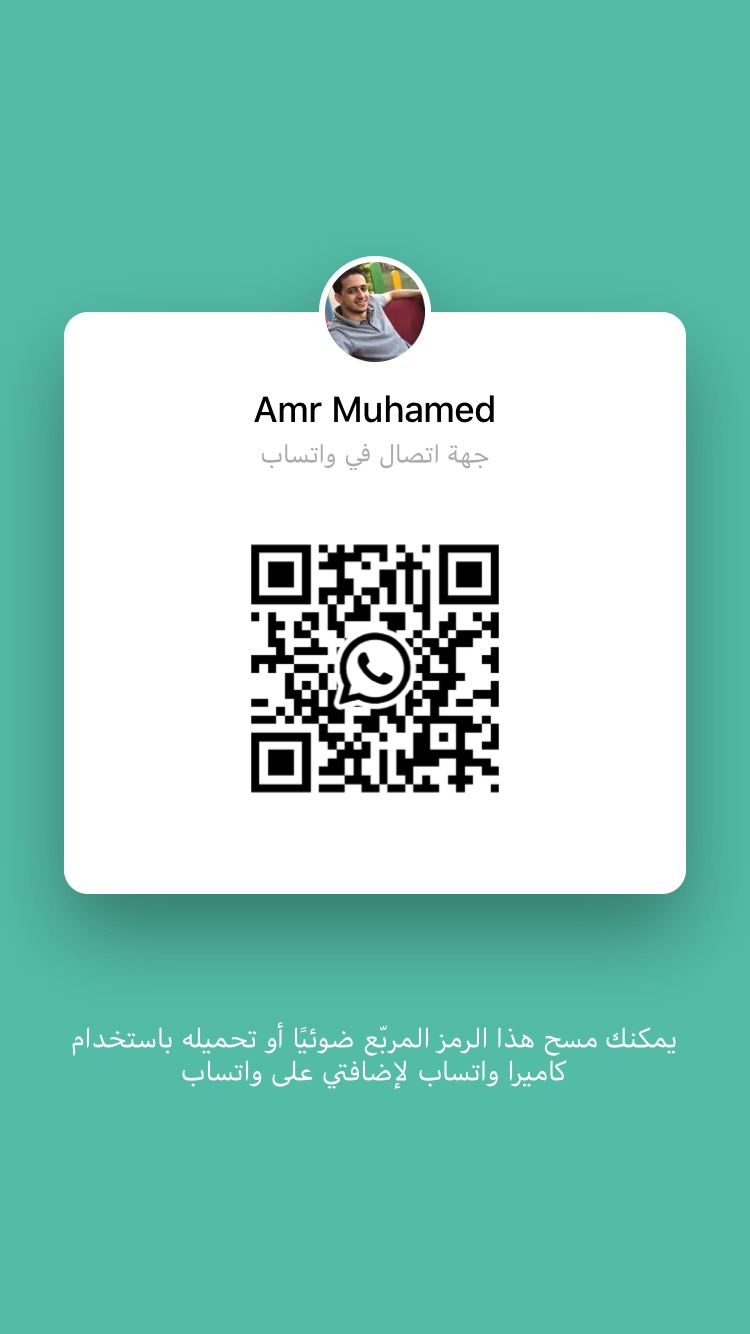 Amr Muhamed
جهة اتصال في واتساب
يمكنك مسح هذا الرمز المربّع ضوئيًا أو تحميله باستخدام
كاميرا واتساب لإضافتي على واتساب